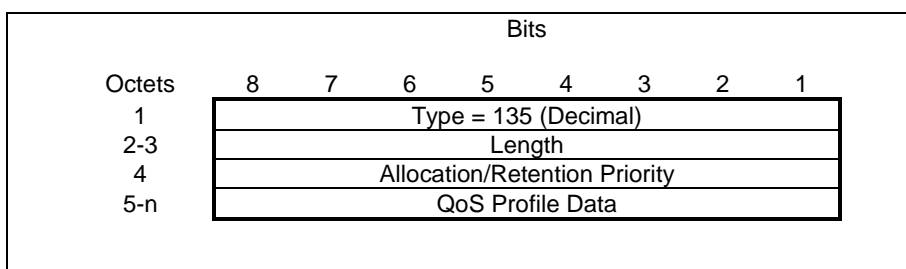 Bits
Octets 8 7 6 5 4 3 2 1
1 Type = 135 (Decimal)
2-3 Length
4 Allocation/Retention Priority
5-n QoS Profile Data